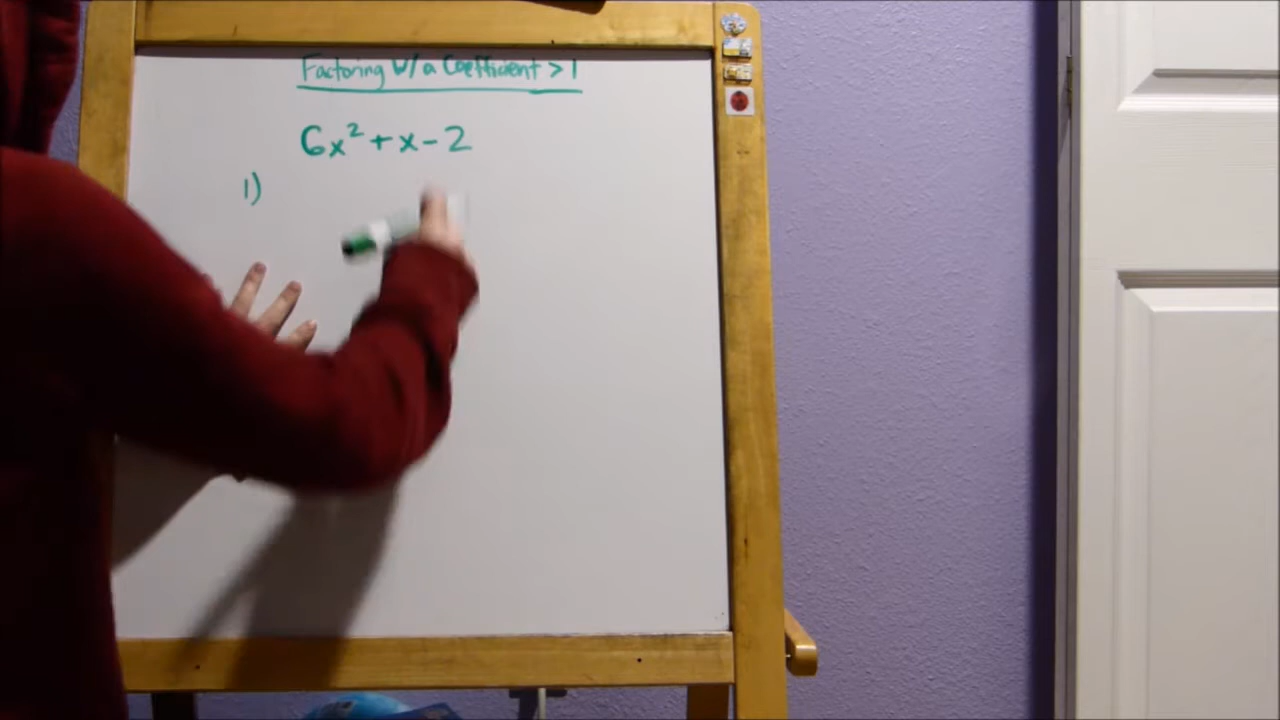 Factoring w/a Coefficient > 1
6x² + x - 2
1)